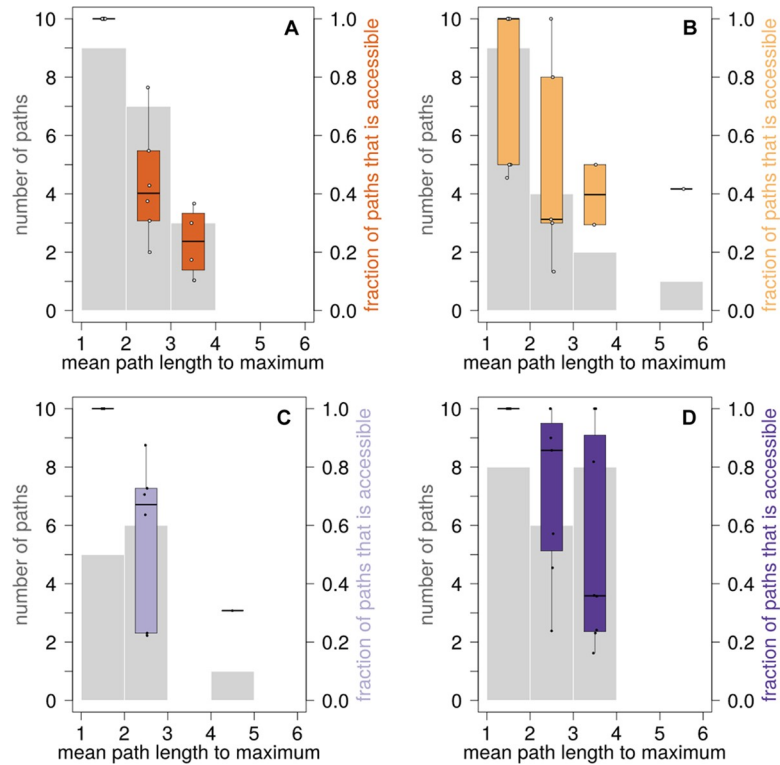 A
10
8
6
4
2
0
number of paths
1.0
0.8
0.6
0.4
0.2
0.0
fraction of paths that is accessible
1 2 3 4 5 6
mean path length to maximum
B
10
8
6
4
2
0
number of paths
1.0
0.8
0.6
0.4
0.2
0.0
fraction of paths that is accessible
1 2 3 4 5 6
mean path length to maximum
C
10
8
6
4
2
0
number of paths
1.0
0.8
0.6
0.4
0.2
0.0
fraction of paths that is accessible
1 2 3 4 5 6
mean path length to maximum
D
10
8
6
4
2
0
number of paths
1.0
0.8
0.6
0.4
0.2
0.0
fraction of paths that is accessible
1 2 3 4 5 6
mean path length to maximum